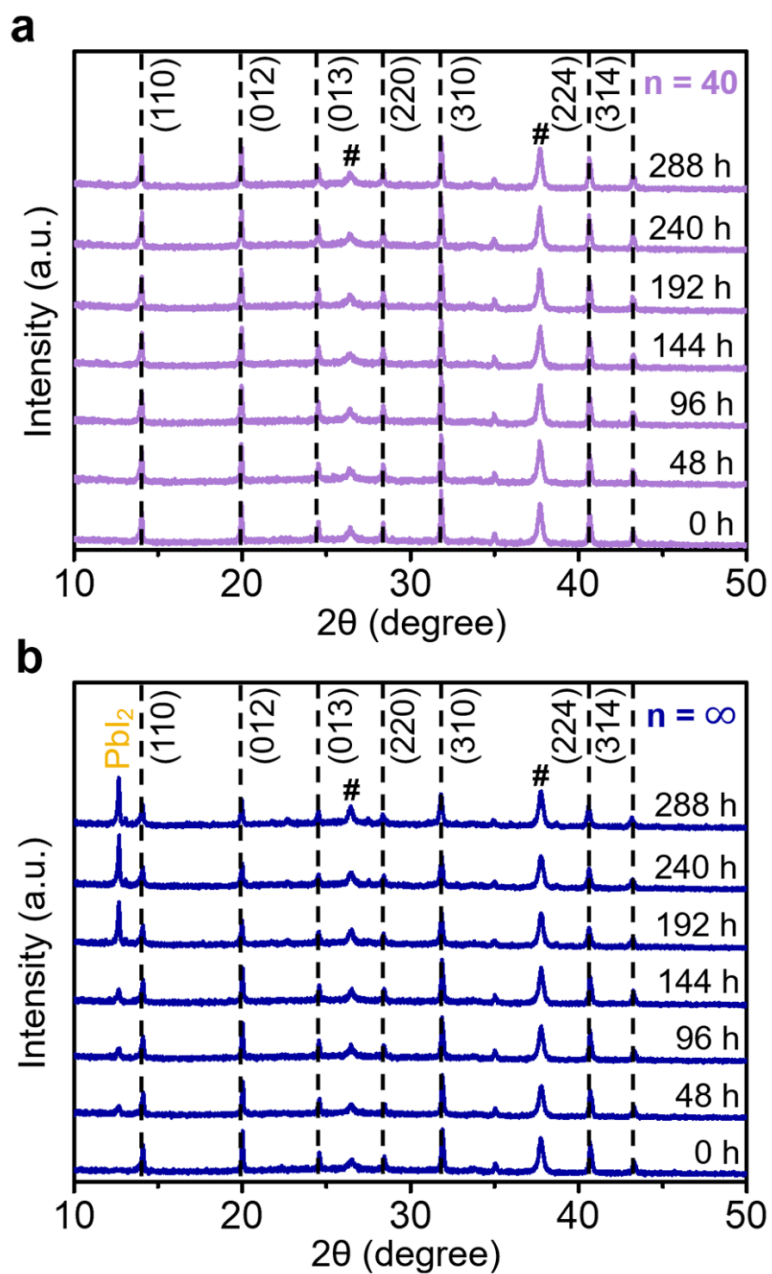 a
(110) (012) (013) (220) (310) (224) (314) n = 40
# #
288 h
240 h
192 h
144 h
96 h
48 h
0 h
Intensity (a.u.)
10 20 30 40 50
2θ (degree)
b
PbI₂ (110) (012) (013) (220) (310) (224) (314) n = ∞
# #
288 h
240 h
192 h
144 h
96 h
48 h
0 h
Intensity (a.u.)
10 20 30 40 50
2θ (degree)